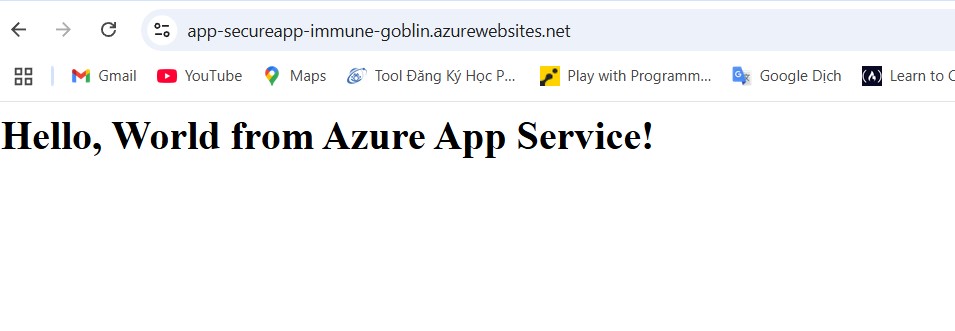 app-secureapp-immune-goblin.azurewebsites.net
Gmail YouTube Maps Tool Đăng Ký Học P... Play with Programm... Google Dịch Learn to C
Hello, World from Azure App Service!